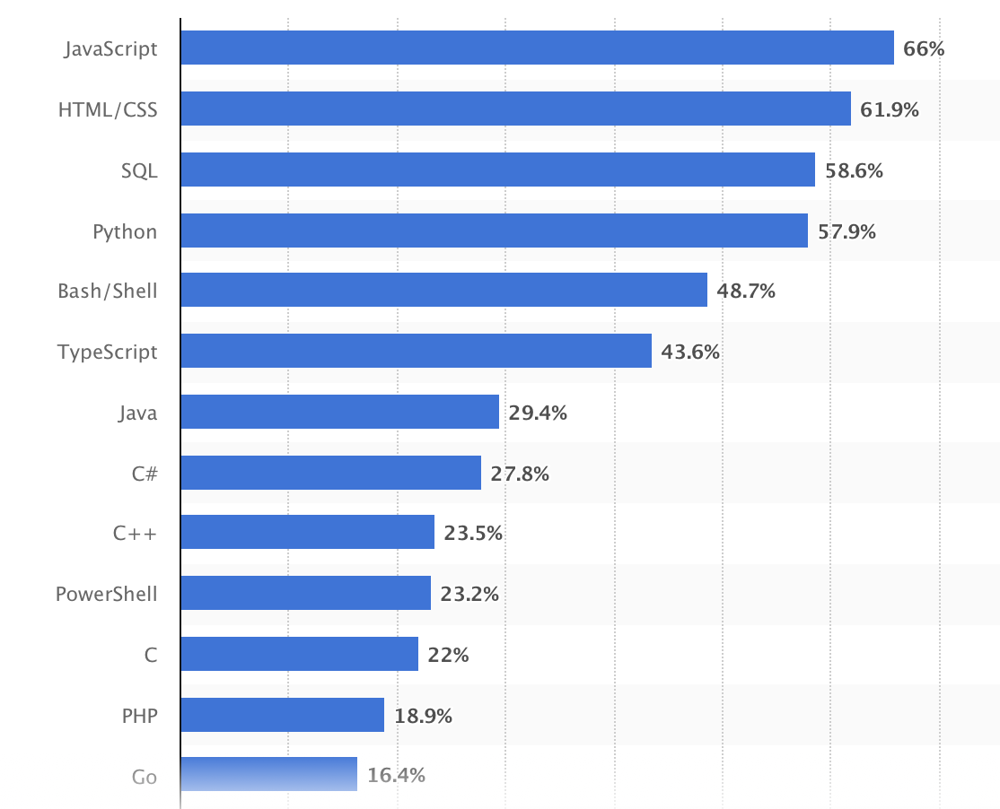 JavaScript 66%
HTML/CSS 61.9%
SQL 58.6%
Python 57.9%
Bash/Shell 48.7%
TypeScript 43.6%
Java 29.4%
C# 27.8%
C++ 23.5%
PowerShell 23.2%
C 22%
PHP 18.9%
Go 16.4%